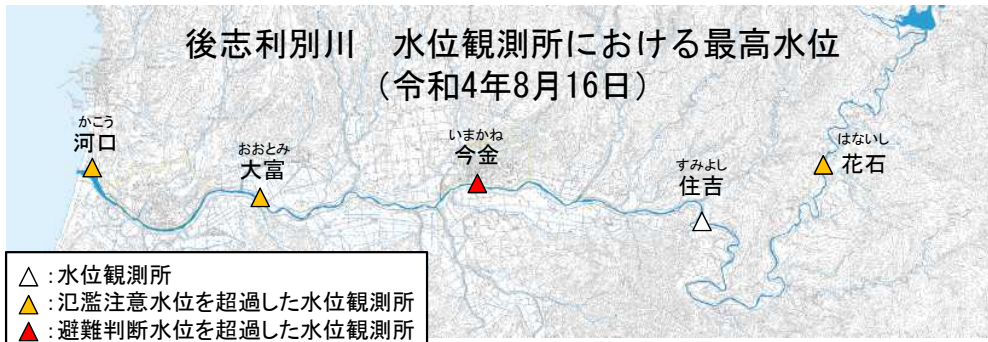 後志利別川　水位観測所における最高水位
（令和4年8月16日）
かこう
河口
おおとみ
大富
いまかね
今金
すみよし
住吉
はないし
花石
△：水位観測所
▲：氾濫注意水位を超過した水位観測所
▲：避難判断水位を超過した水位観測所